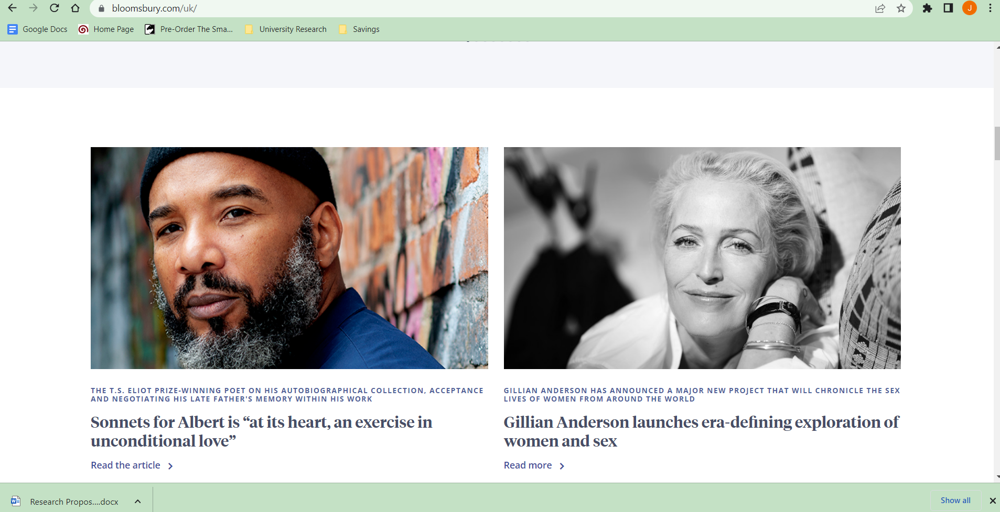 bloomsbury.com/uk/
J
Google Docs
Home Page
Pre-Order The Sma...
University Research
Savings
THE T.S. ELIOT PRIZE-WINNING POET ON HIS AUTOBIOGRAPHICAL COLLECTION, ACCEPTANCE
AND NEGOTIATING HIS LATE FATHER'S MEMORY WITHIN HIS WORK
Sonnets for Albert is “at its heart, an exercise in
unconditional love”
Read the article
GILLIAN ANDERSON HAS ANNOUNCED A MAJOR NEW PROJECT THAT WILL CHRONICLE THE SEX
LIVES OF WOMEN FROM AROUND THE WORLD
Gillian Anderson launches era-defining exploration of
women and sex
Read more
W
Research Propos....docx
Show all